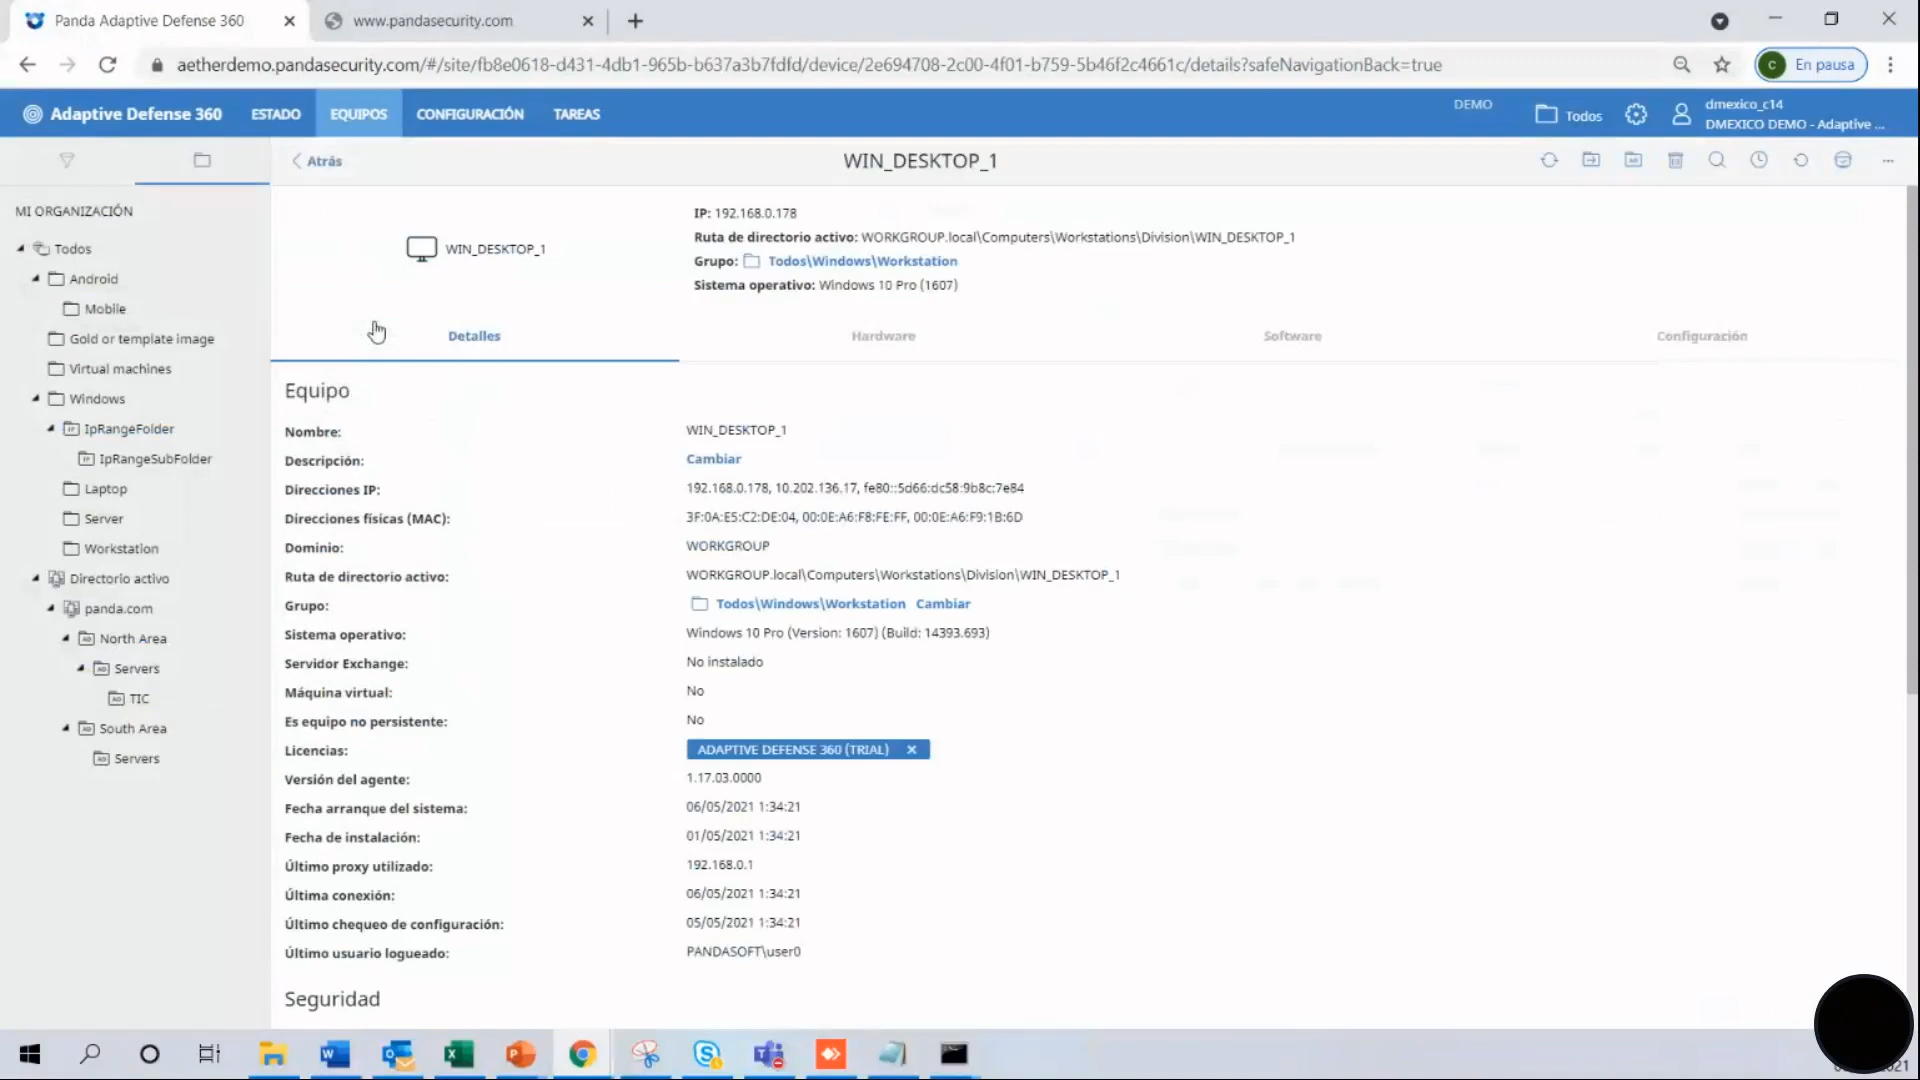 Panda Adaptive Defense 360
www.pandasecurity.com
aetherdemo.pandasecurity.com/#/site/fb8e0618-d431-4db1-965b-b637a3b7fdfd/device/2e694708-2c00-4f01-b759-5b46f2c4661c/details?safeNavigationBack=true
C En pausa
Adaptive Defense 360 ESTADO EQUIPOS CONFIGURACIÓN TAREAS
DEMO
Todos
dmexico_c14
DMEXICO DEMO - Adaptive ...
Atrás
WIN_DESKTOP_1
MI ORGANIZACIÓN
Todos
Android
Mobile
Gold or template image
Virtual machines
Windows
IpRangeFolder
IpRangeSubFolder
Laptop
Server
Workstation
Directorio activo
panda.com
North Area
Servers
TIC
South Area
Servers
WIN_DESKTOP_1
IP: 192.168.0.178
Ruta de directorio activo: WORKGROUP.local\Computers\Workstations\Division\WIN_DESKTOP_1
Grupo: Todos\Windows\Workstation
Sistema operativo: Windows 10 Pro (1607)
Detalles Hardware Software Configuración
Equipo
Nombre: WIN_DESKTOP_1
Descripción: Cambiar
Direcciones IP: 192.168.0.178, 10.202.136.17, fe80::5d66:dc58:9b8c:7e84
Direcciones físicas (MAC): 3F:0A:E5:C2:DE:04, 00:0E:A6:F8:FE:FF, 00:0E:A6:F9:1B:6D
Dominio: WORKGROUP
Ruta de directorio activo: WORKGROUP.local\Computers\Workstations\Division\WIN_DESKTOP_1
Grupo: Todos\Windows\Workstation Cambiar
Sistema operativo: Windows 10 Pro (Version: 1607) (Build: 14393.693)
Servidor Exchange: No instalado
Máquina virtual: No
Es equipo no persistente: No
Licencias: ADAPTIVE DEFENSE 360 (TRIAL)
Versión del agente: 1.17.03.0000
Fecha arranque del sistema: 06/05/2021 1:34:21
Fecha de instalación: 01/05/2021 1:34:21
Último proxy utilizado: 192.168.0.1
Última conexión: 06/05/2021 1:34:21
Último chequeo de configuración: 05/05/2021 1:34:21
Último usuario logueado: PANDASOFT\user0
Seguridad